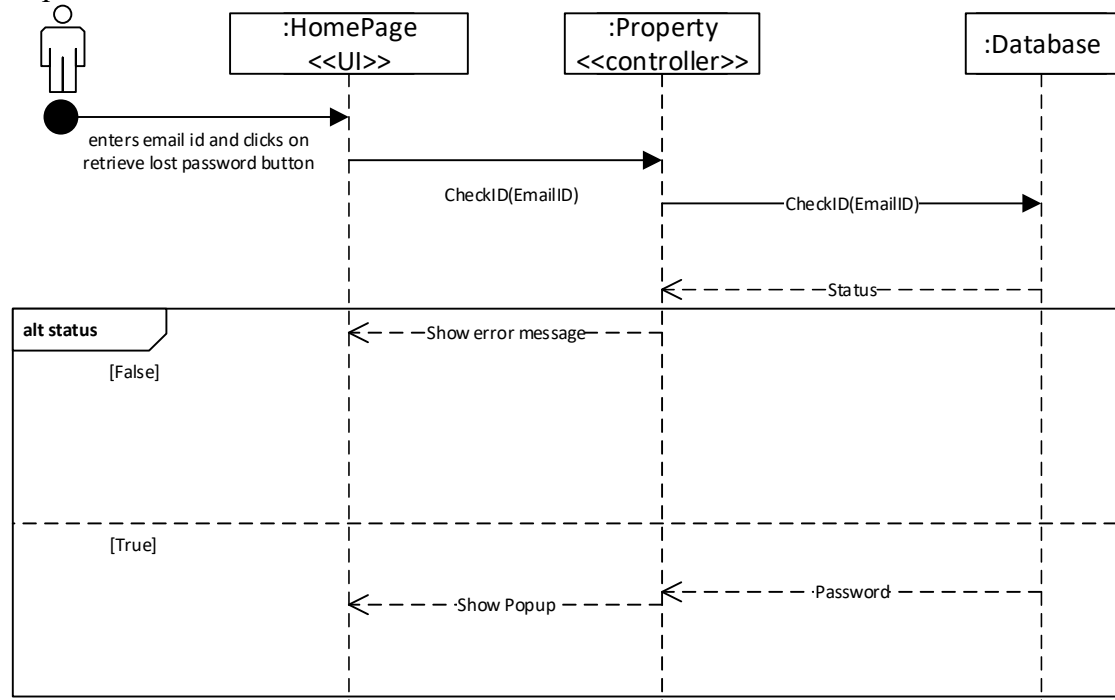 :HomePage
<<UI>>
:Property
<<controller>>
:Database
enters email id and clicks on
retrieve lost password button
CheckID(EmailID)
CheckID(EmailID)
Status
alt status
Show error message
[False]
[True]
Password
Show Popup